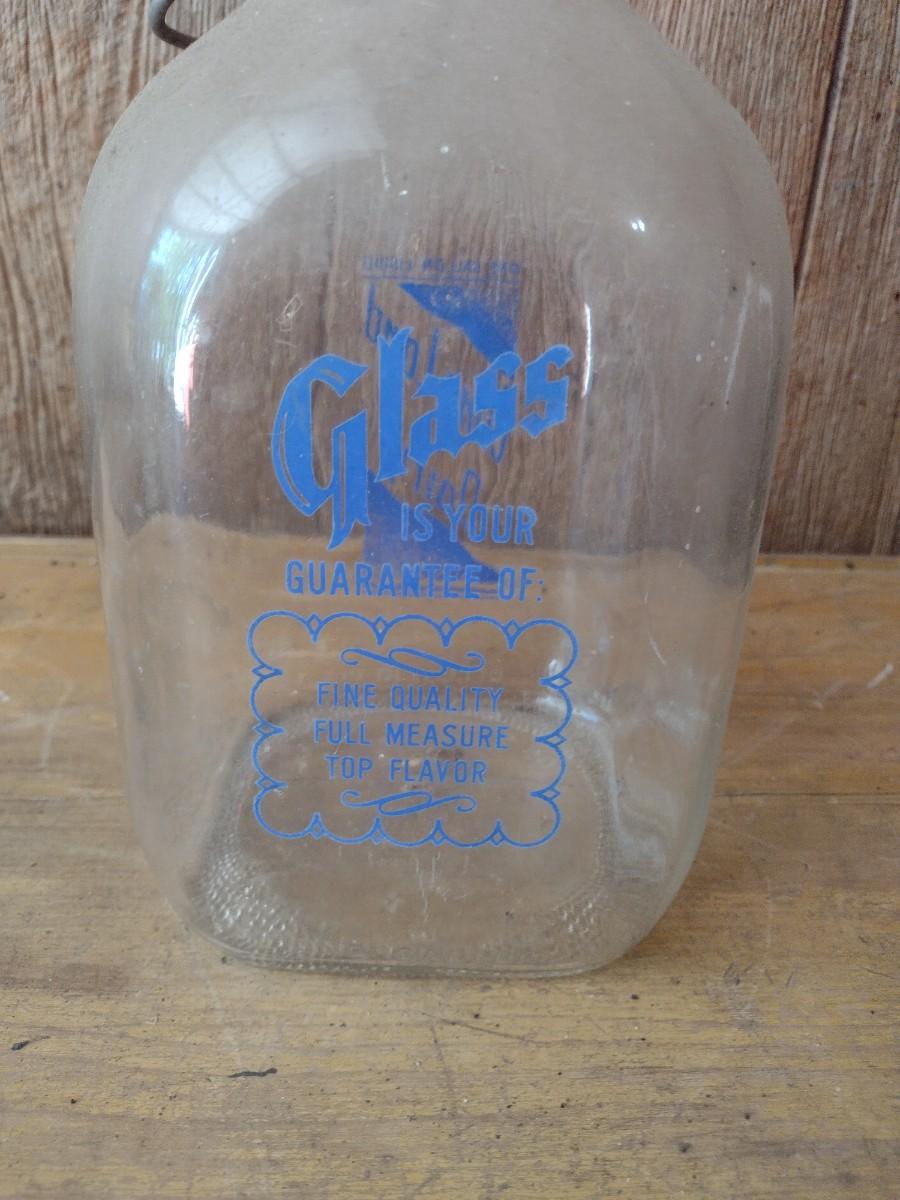 Glass
IS YOUR
GUARANTEE OF:
FINE QUALITY
FULL MEASURE
TOP FLAVOR